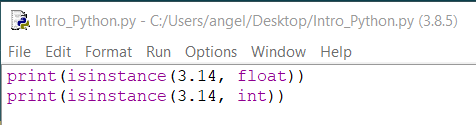 Intro_Python.py - C:/Users/angel/Desktop/Intro_Python.py (3.8.5)
File Edit Format Run Options Window Help
print(isinstance(3.14, float))
print(isinstance(3.14, int))